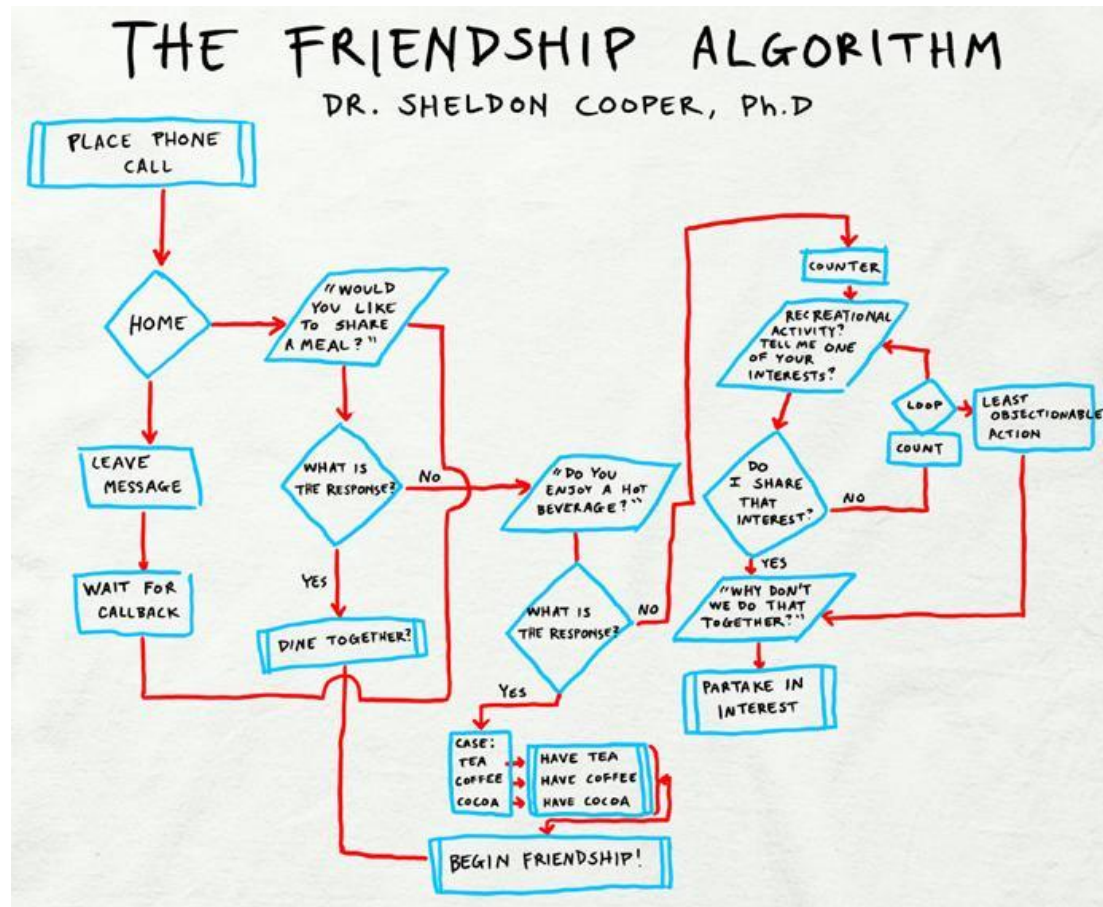 THE FRIENDSHIP ALGORITHM
DR. SHELDON COOPER, Ph.D
PLACE PHONE
CALL
HOME
LEAVE
MESSAGE
WAIT FOR
CALLBACK
"WOULD
YOU LIKE
TO SHARE
A MEAL?"
WHAT IS
THE RESPONSE?
NO
YES
DINE TOGETHER?
"DO YOU
ENJOY A HOT
BEVERAGE?"
WHAT IS
THE RESPONSE?
NO
YES
CASE:
TEA
COFFEE
COCOA
HAVE TEA
HAVE COFFEE
HAVE COCOA
BEGIN FRIENDSHIP!
COUNTER
RECREATIONAL
ACTIVITY?
TELL ME ONE
OF YOUR
INTERESTS?
DO
I SHARE
THAT
INTEREST?
NO
COUNT
LOOP
LEAST
OBJECTIONABLE
ACTION
YES
"WHY DON'T
WE DO THAT
TOGETHER?"
PARTAKE IN
INTEREST